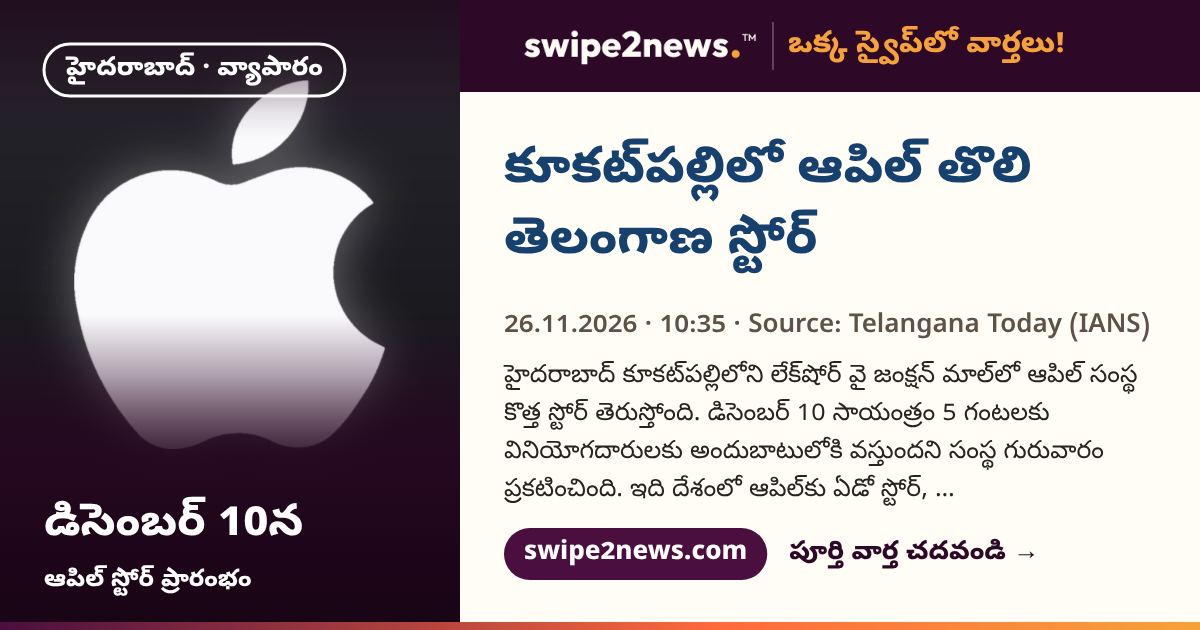 హైదరాబాద్ · వ్యాపారం
డిసెంబర్ 10న
ఆపిల్ స్టోర్ ప్రారంభం
swipe2news.™ | ఒక్క స్వైప్‌లో వార్తలు!
కూకట్‌పల్లిలో ఆపిల్ తొలి
తెలంగాణ స్టోర్
26.11.2026 · 10:35 · Source: Telangana Today (IANS)
హైదరాబాద్ కూకట్‌పల్లిలోని లేక్‌షోర్ వై జంక్షన్ మాల్‌లో ఆపిల్ సంస్థ
కొత్త స్టోర్ తెరుస్తోంది. డిసెంబర్ 10 సాయంత్రం 5 గంటలకు
వినియోగదారులకు అందుబాటులోకి వస్తుందని సంస్థ గురువారం
ప్రకటించింది. ఇది దేశంలో ఆపిల్‌కు ఏడో స్టోర్, ...
swipe2news.com పూర్తి వార్త చదవండి →